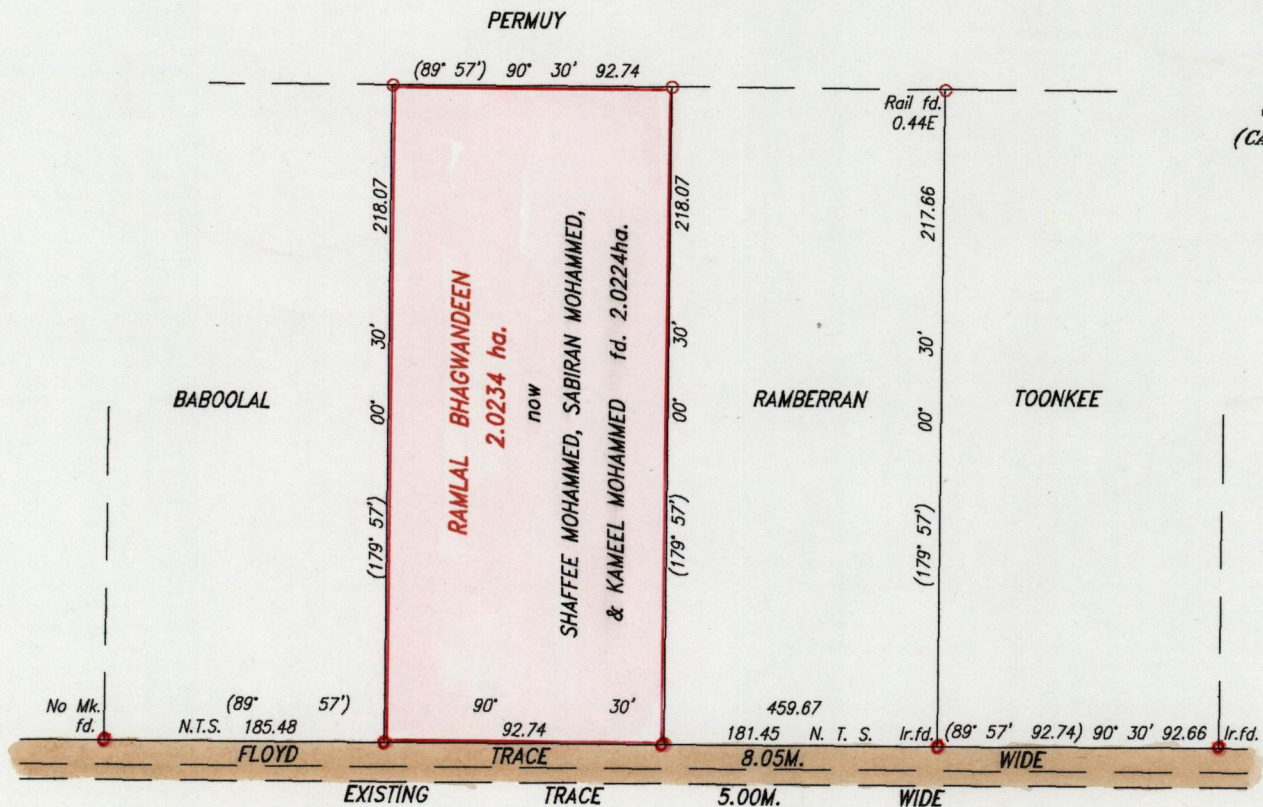 PERMUY
(89° 57') 90° 30' 92.74
Rail fd.
0.44E
(CA
218.07
30'
00°
(179° 57')
218.07
30'
00°
(179° 57')
217.66
30'
00°
(179° 57')
BABOOLAL
RAMLAL BHAGWANDEEN
2.0234 ha.
now
SHAFFEE MOHAMMED, SABIRAN MOHAMMED,
& KAMEEL MOHAMMED fd. 2.0224ha.
RAMBERRAN
TOONKEE
No Mk.
fd.
(89° 57')
N.T.S. 185.48
90° 30'
92.74
459.67
181.45 N. T. S. Ir.fd.
(89° 57' 92.74) 90° 30' 92.66 Ir.fd.
FLOYD TRACE 8.05M. WIDE
EXISTING TRACE 5.00M. WIDE